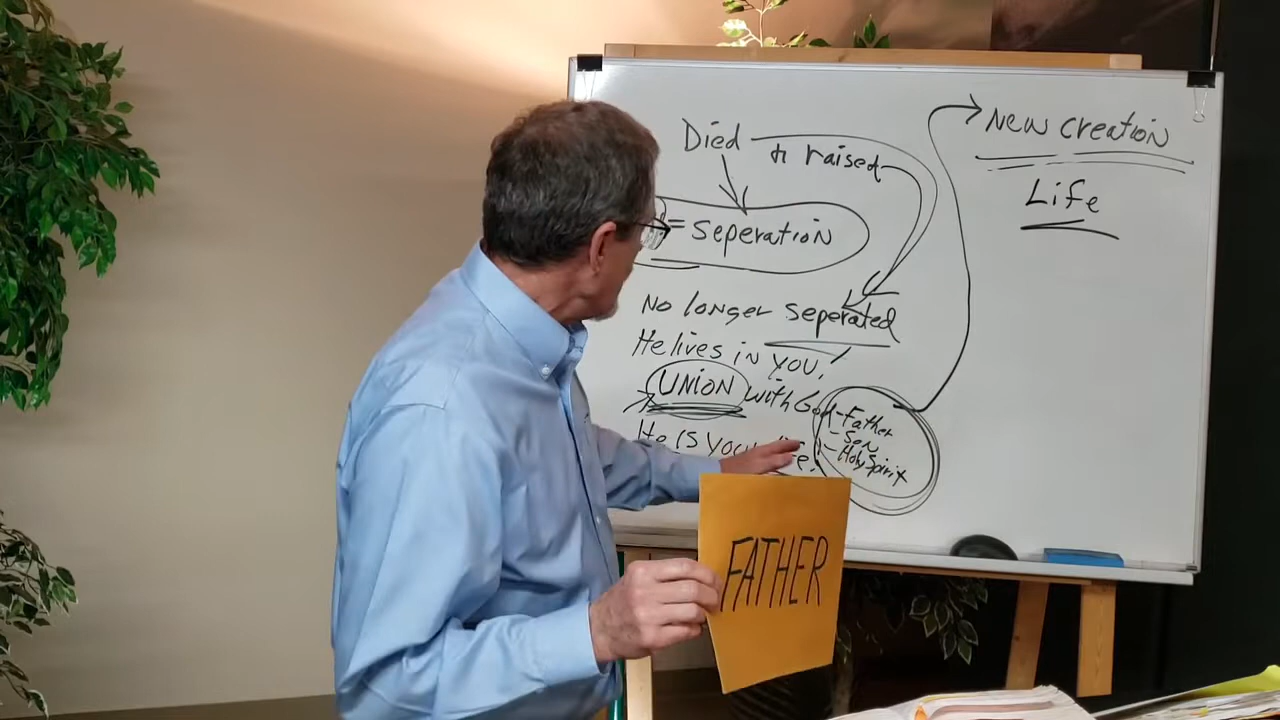 Died
& raised
= seperation
No longer seperated
He lives in you!
UNION with God - Father
- Son
- Holy Spirit
He is your
New creation
Life
FATHER